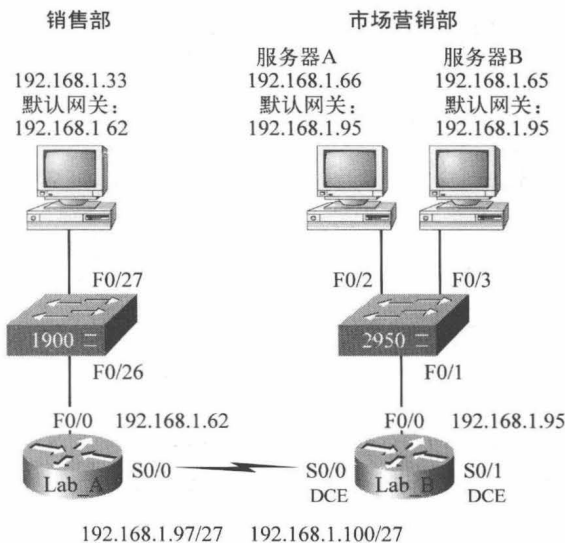 销售部
市场营销部
192.168.1.33
默认网关：
192.168.1 62
服务器A
192.168.1.66
默认网关：
192.168.1.95
服务器B
192.168.1.65
默认网关：
192.168.1.95
F0/27
F0/2
F0/3
1900
2950
F0/26
F0/1
F0/0
192.168.1.62
F0/0
192.168.1.95
Lab_A
S0/0
S0/0
DCE
Lab_B
S0/1
DCE
192.168.1.97/27
192.168.1.100/27